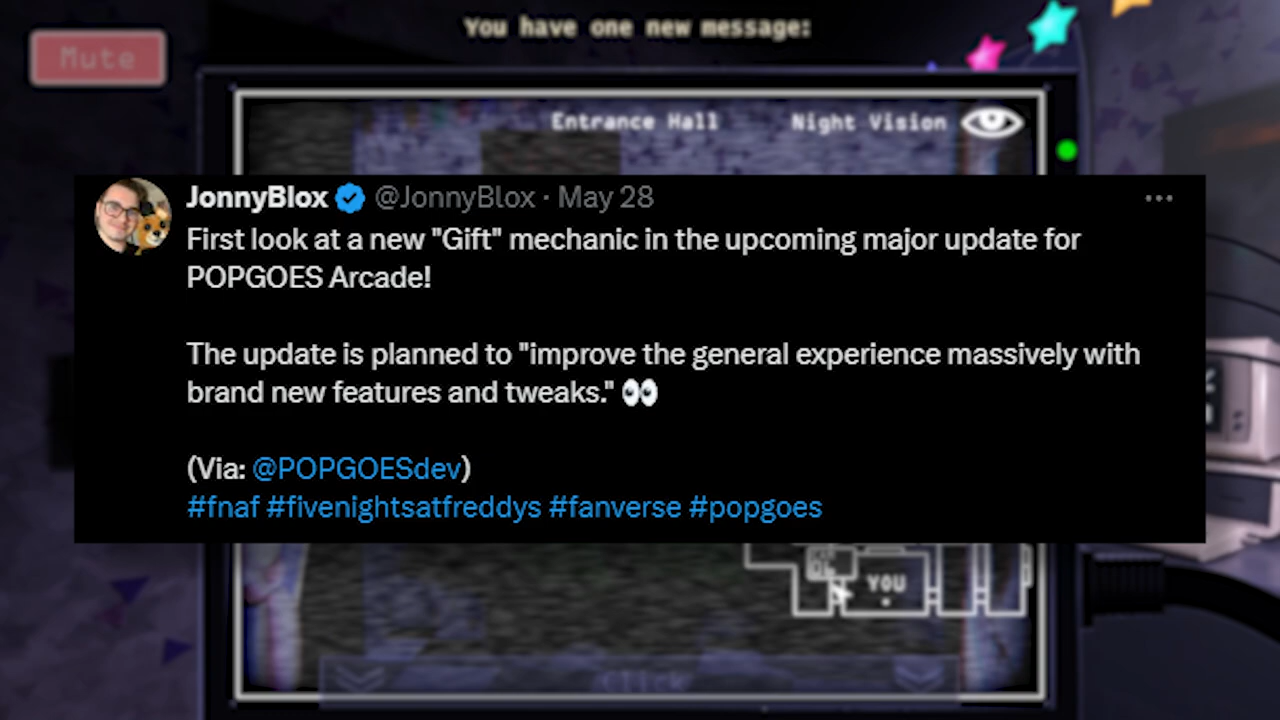 You have one new message:
Mute
Entrance Hall Night Vision
JonnyBlox @JonnyBlox · May 28
First look at a new "Gift" mechanic in the upcoming major update for
POPGOES Arcade!
The update is planned to "improve the general experience massively with
brand new features and tweaks." 👀
(Via: @POPGOESdev)
#fnaf #fivenightsatfreddys #fanverse #popgoes
YOU
Click